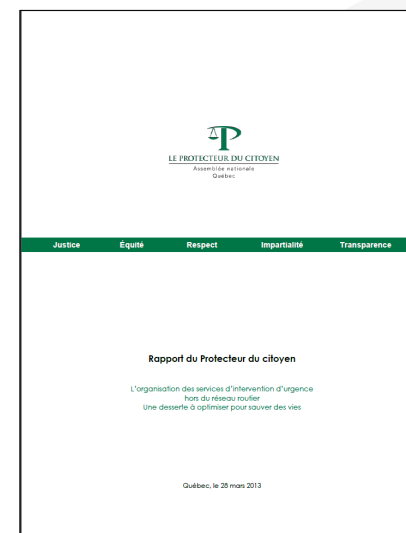 LE PROTECTEUR DU CITOYEN
Assemblée nationale
Québec
Justice Équité Respect Impartialité Transparence
Rapport du Protecteur du citoyen
L'organisation des services d'intervention d'urgence
hors du réseau routier
Une desserte à optimiser pour sauver des vies
Québec, le 28 mars 2013